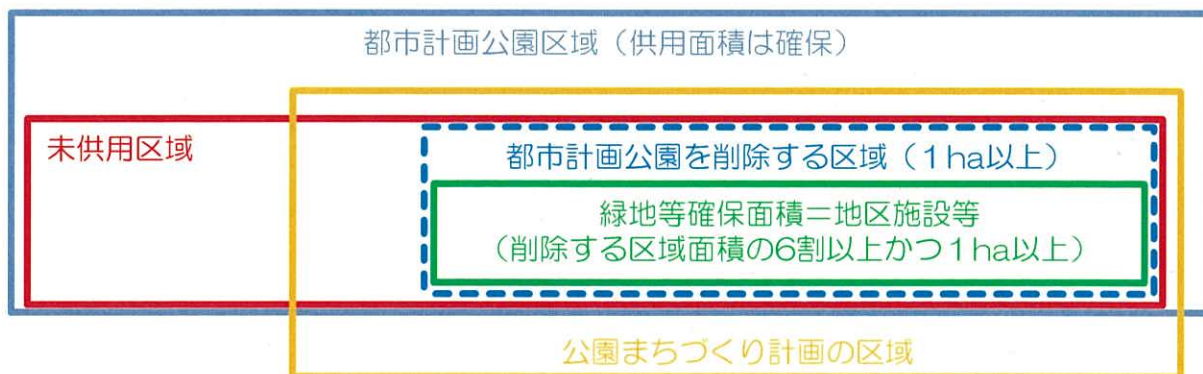 都市計画公園区域（供用面積は確保）
未供用区域
都市計画公園を削除する区域（１ha以上）
緑地等確保面積＝地区施設等
（削除する区域面積の6割以上かつ１ha以上）
公園まちづくり計画の区域